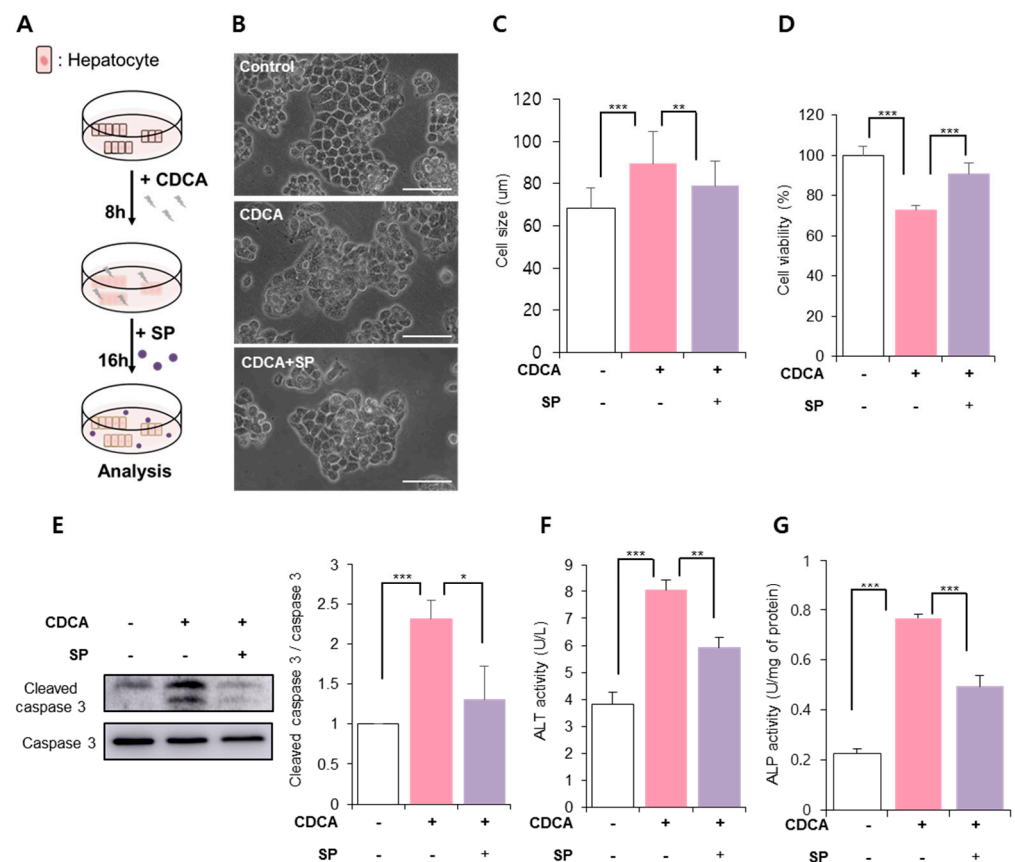 A
: Hepatocyte
+ CDCA
8h
+ SP
16h
Analysis
B
Control
CDCA
CDCA+SP
C
Cell size (um)
120
100
80
60
40
20
0
***
**
CDCA - + +
SP - - +
D
Cell viability (%)
120
100
80
60
40
20
0
***
***
CDCA - + +
SP - - +
E
CDCA - + +
SP - - +
Cleaved
caspase 3
Caspase 3
Cleaved caspase 3 / caspase 3
3
2.5
2
1.5
1
0.5
0
***
*
CDCA - + +
SP - - +
F
ALT activity (U/L)
9
8
7
6
5
4
3
2
1
0
***
**
CDCA - + +
SP - - +
G
ALP activity (U/mg of protein)
1
0.8
0.6
0.4
0.2
0
***
***
CDCA - + +
SP - - +